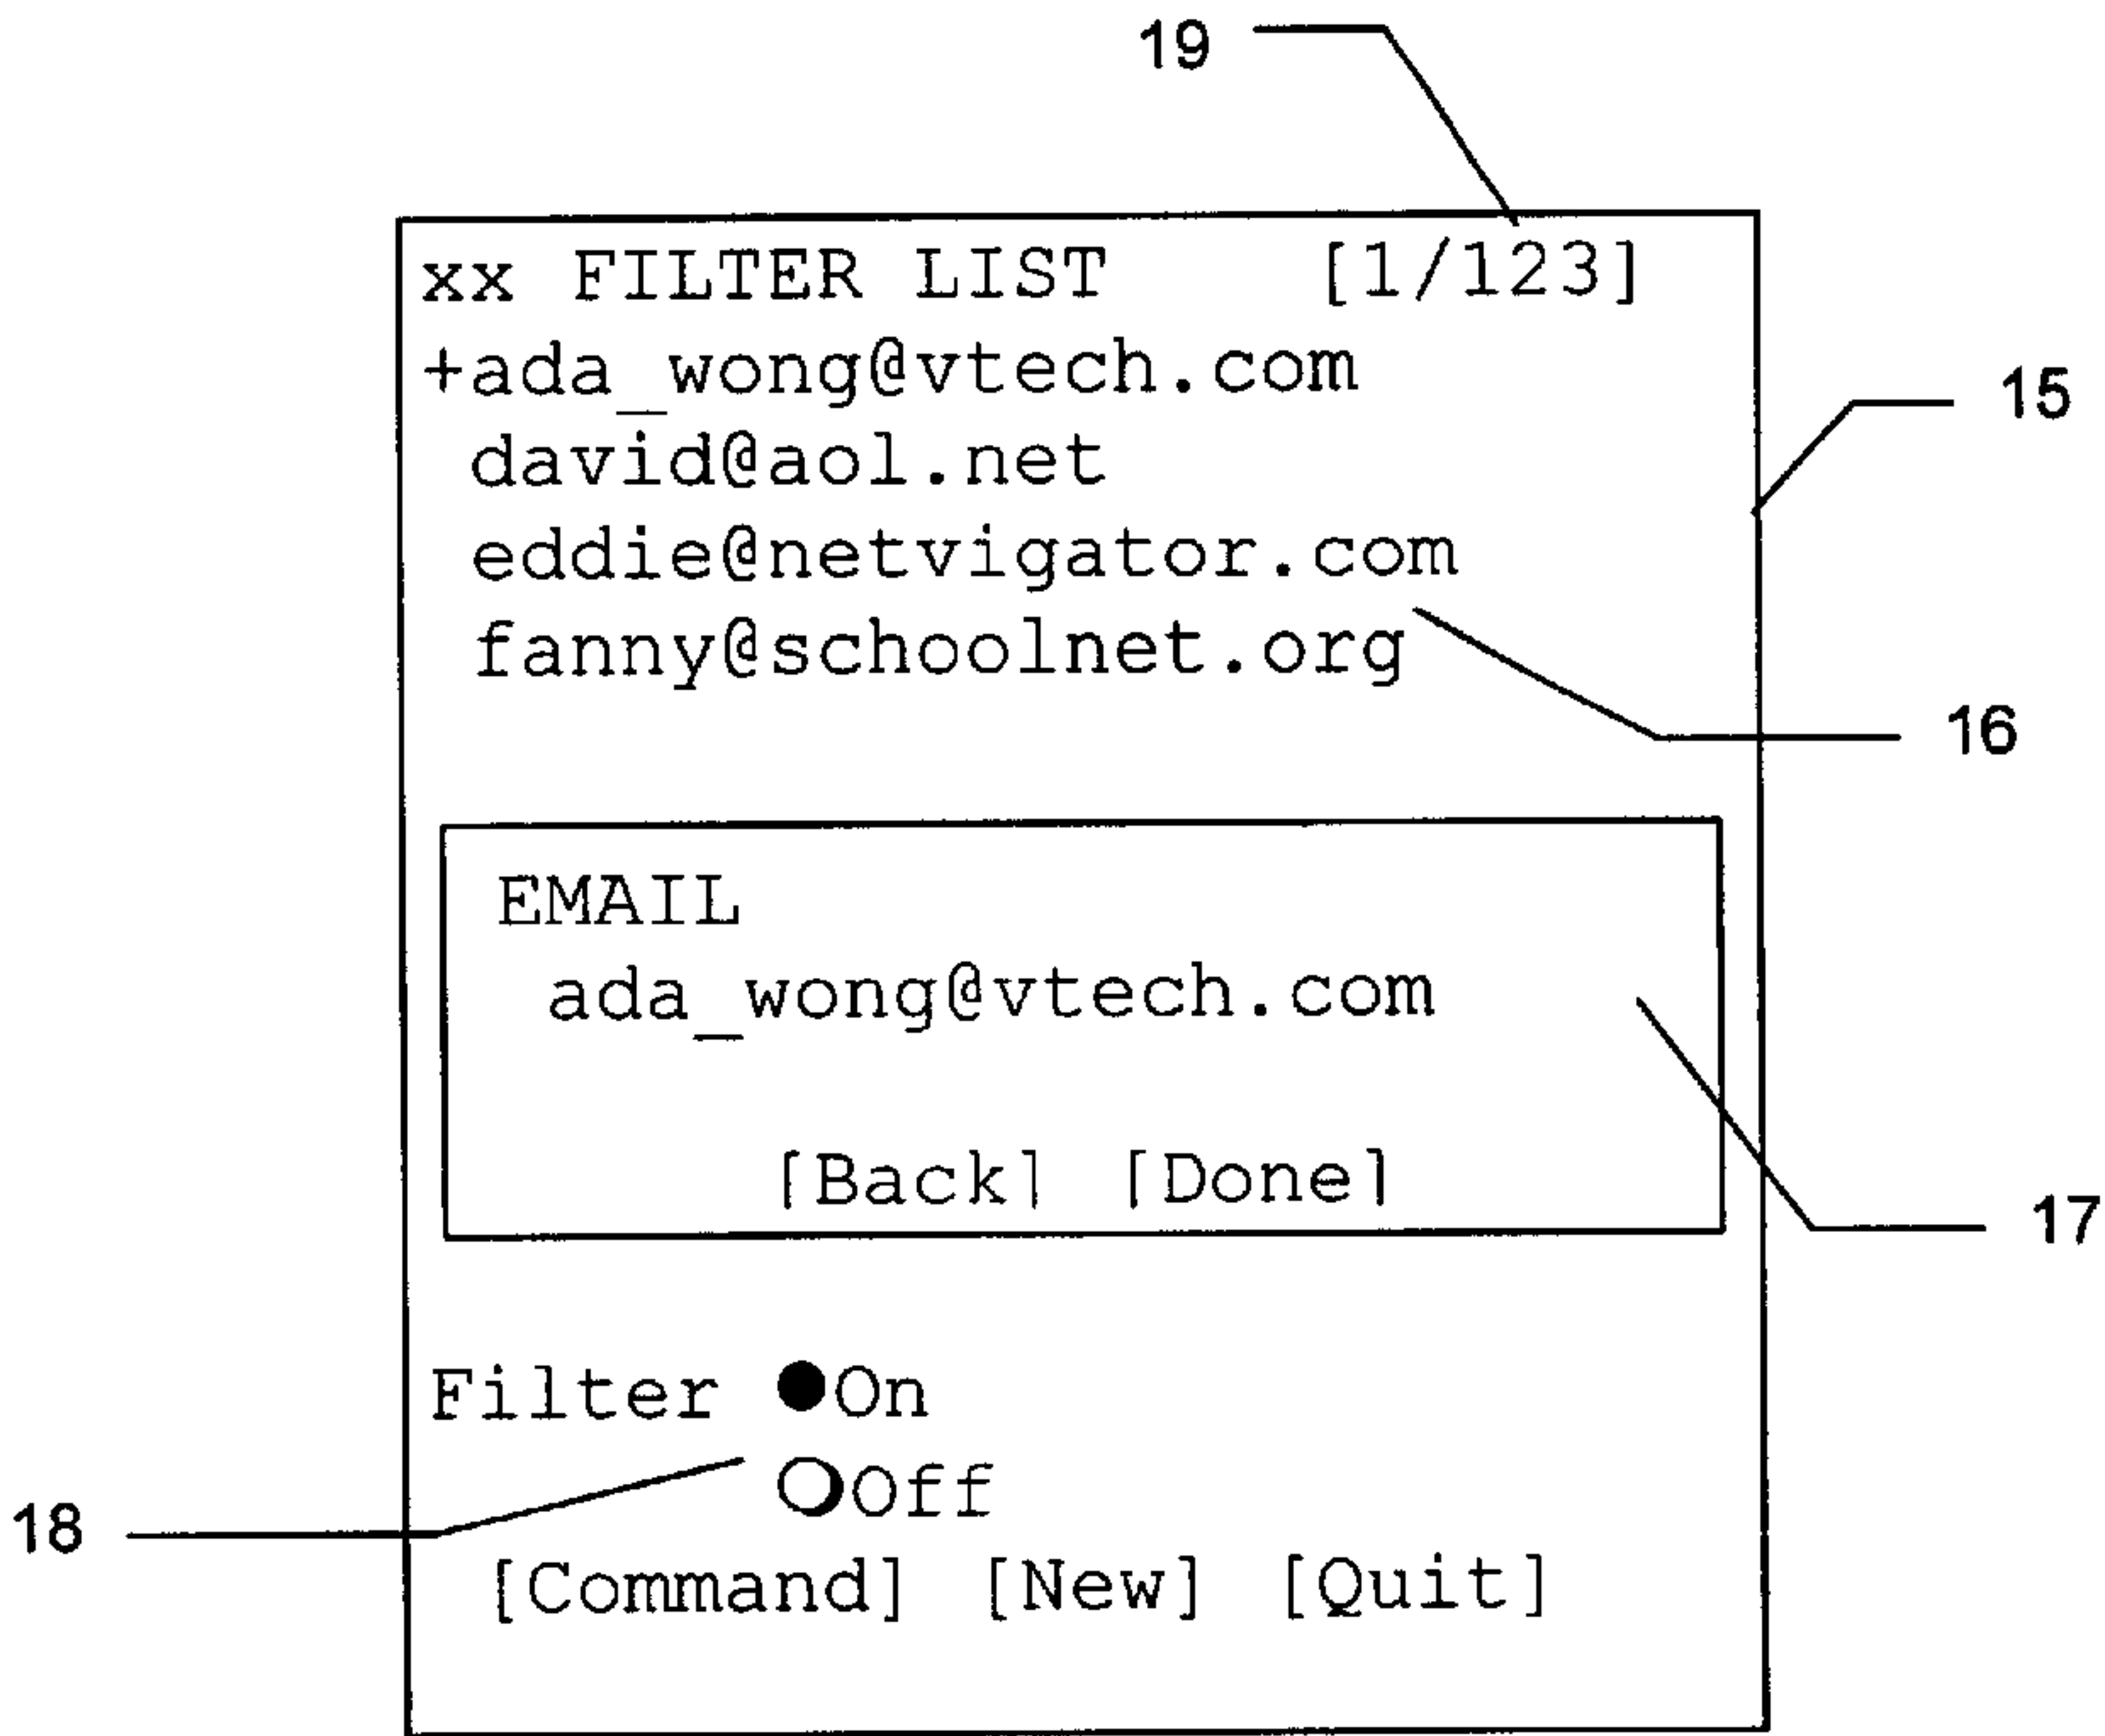 19
xx FILTER LIST [1/123]
+ada_wong@vtech.com
15
david@aol.net
eddie@netvigator.com
fanny@schoolnet.org
16
EMAIL
ada_wong@vtech.com
[Back] [Done]
17
Filter ●On
○Off
18
[Command] [New] [Quit]